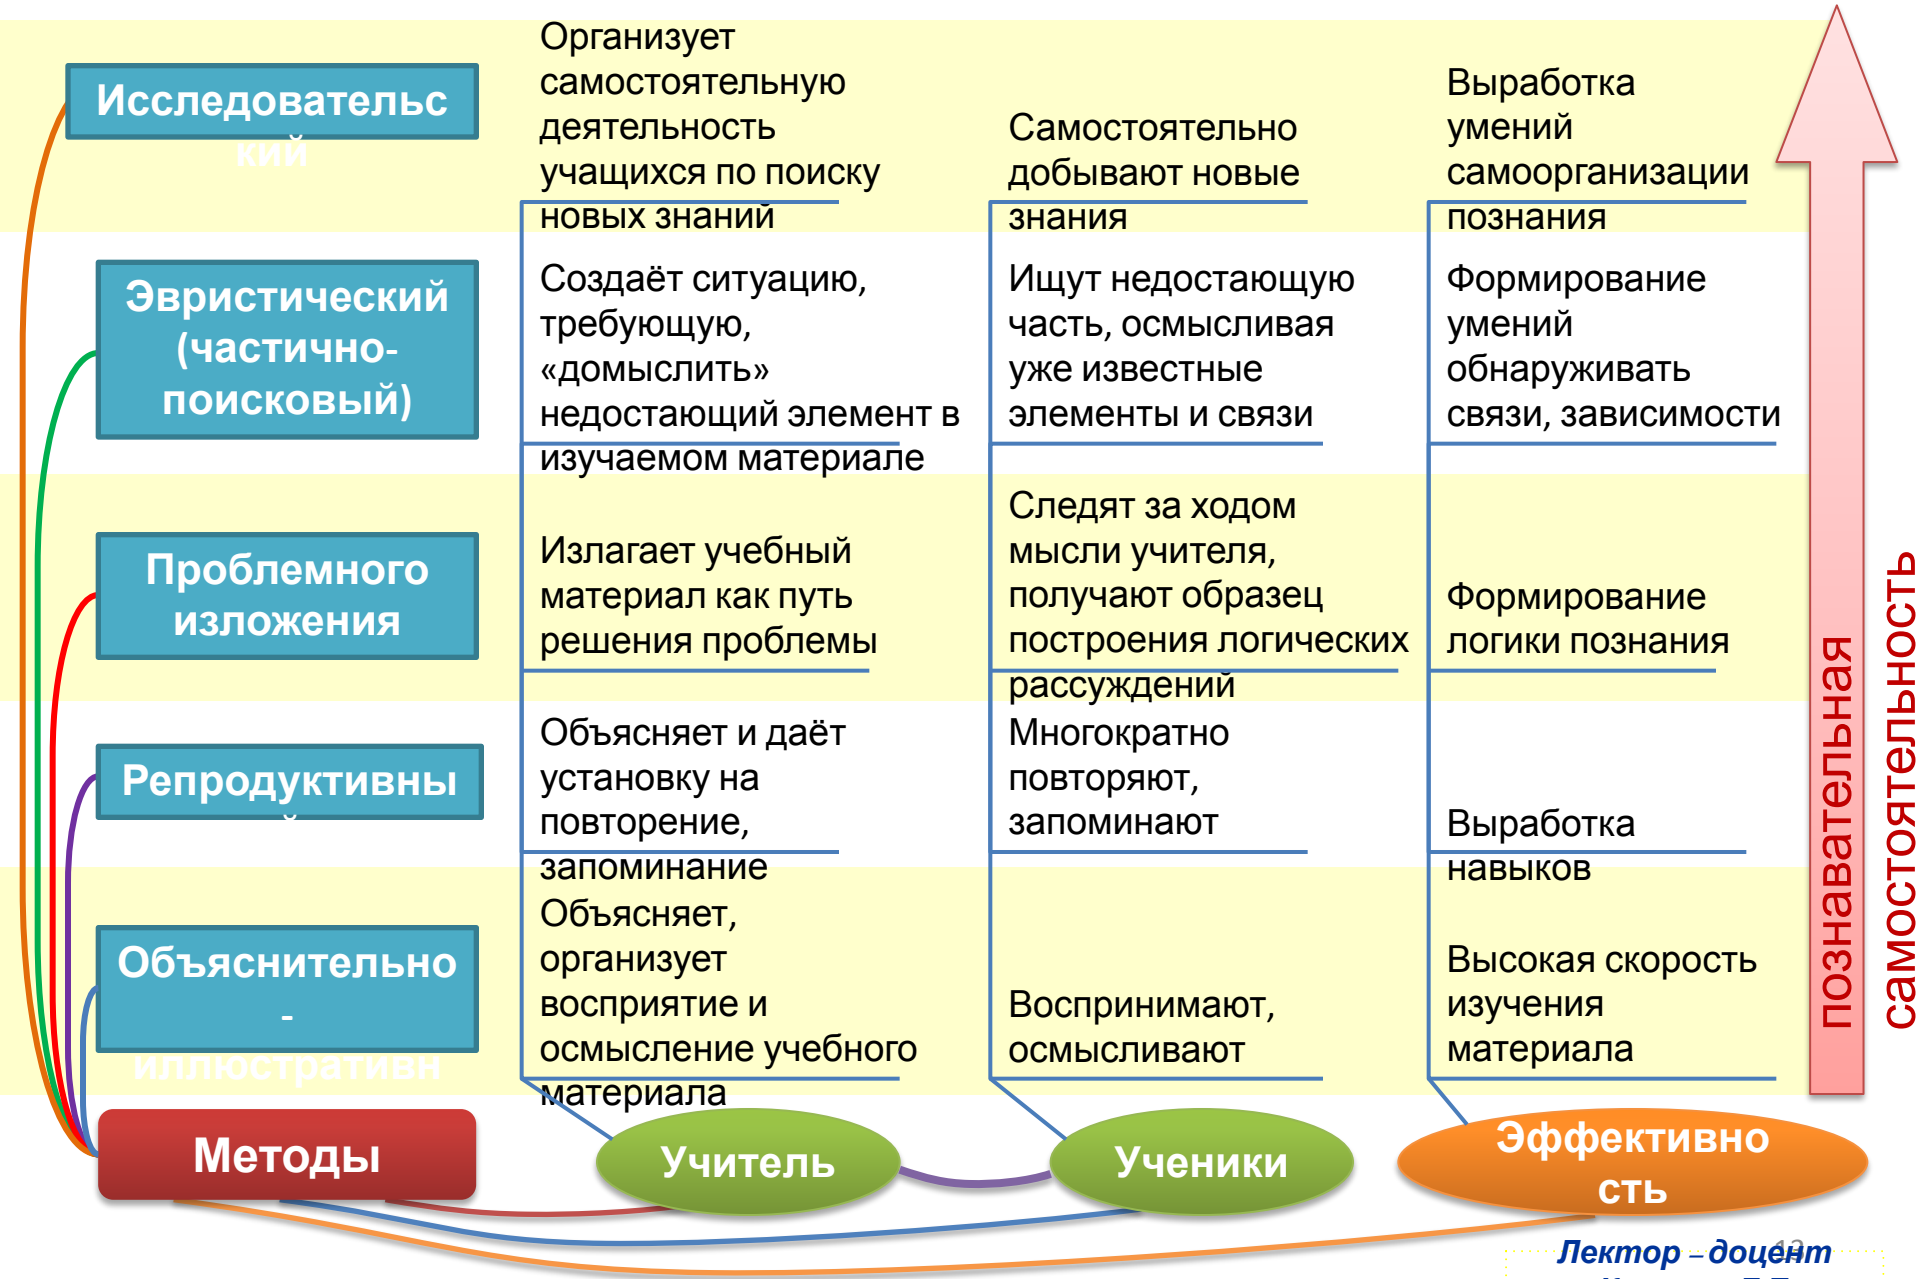 Исследовательс
кий
Организует
самостоятельную
деятельность
учащихся по поиску
новых знаний
Самостоятельно
добывают новые
знания
Выработка
умений
самоорганизации
познания
Эвристический
(частично-
поисковый)
Создаёт ситуацию,
требующую,
«домыслить»
недостающий элемент в
изучаемом материале
Ищут недостающую
часть, осмысливая
уже известные
элементы и связи
Формирование
умений
обнаруживать
связи, зависимости
Проблемного
изложения
Излагает учебный
материал как путь
решения проблемы
Следят за ходом
мысли учителя,
получают образец
построения логических
рассуждений
Формирование
логики познания
Репродуктивны
й
Объясняет и даёт
установку на
повторение,
запоминание
Многократно
повторяют,
запоминают
Выработка
навыков
Объяснительно
-
иллюстративн
Объясняет,
организует
восприятие и
осмысление учебного
материала
Воспринимают,
осмысливают
Высокая скорость
изучения
материала
познавательная
самостоятельность
Методы
Учитель
Ученики
Эффективно
сть
13
Лектор – доцент